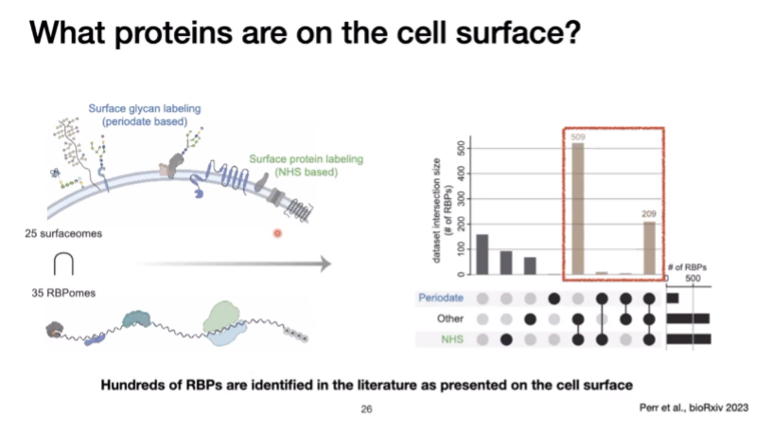 What proteins are on the cell surface?
Surface glycan labeling
(periodate based)
Surface protein labeling
(NHS based)
25 surfaceomes
∩
35 RBPomes
dataset intersection size
(# of RBPs)
500
400
300
200
100
0
509
209
# of RBPs
0 500
Periodate
Other
NHS
Hundreds of RBPs are identified in the literature as presented on the cell surface
26
Perr et al., bioRxiv 2023